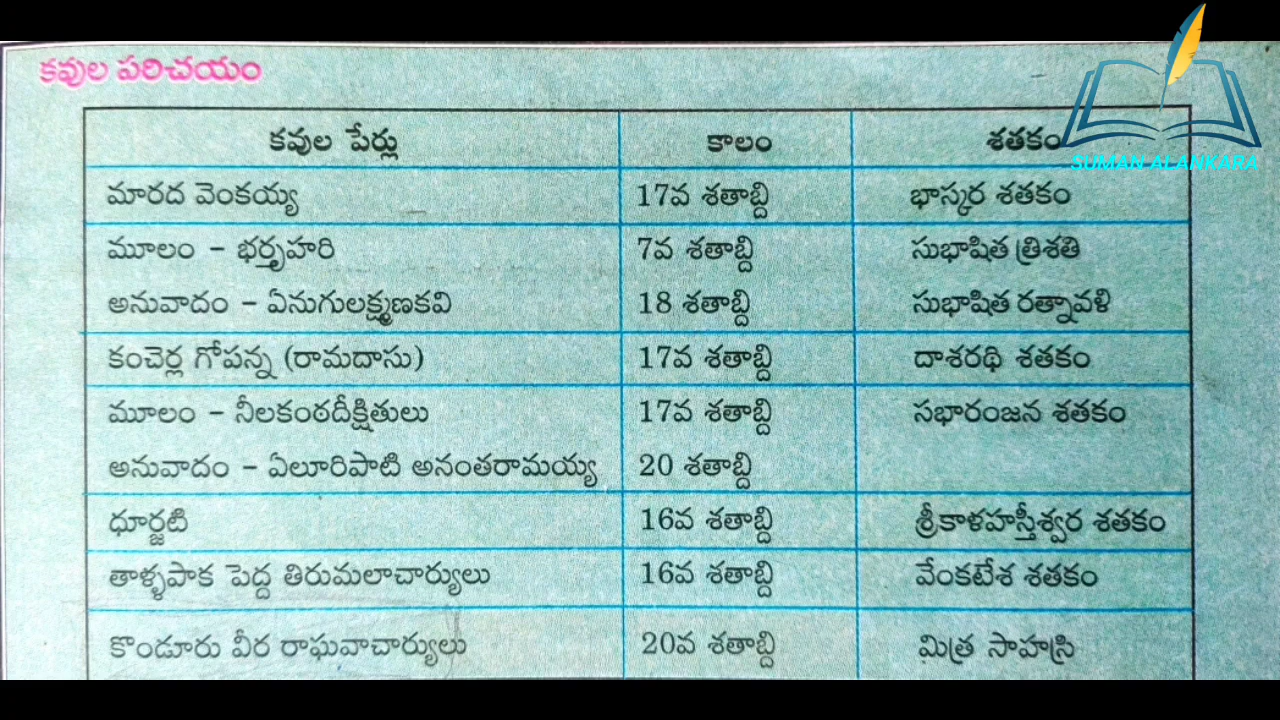 కవుల పరిచయం
SUMAN ALANKARA
కవుల పేర్లు కాలం శతకం
మారద వెంకయ్య 17వ శతాబ్ది భాస్కర శతకం
మూలం - భర్తృహరి 7వ శతాబ్ది సుభాషిత త్రిశతి
అనువాదం - ఏనుగులక్ష్మణకవి 18 శతాబ్ది సుభాషిత రత్నావళి
కంచెర్ల గోపన్న (రామదాసు) 17వ శతాబ్ది దాశరథి శతకం
మూలం - నీలకంఠదీక్షితులు 17వ శతాబ్ది సభారంజన శతకం
అనువాదం - ఏలూరిపాటి అనంతరామయ్య 20 శతాబ్ది
ధూర్జటి 16వ శతాబ్ది శ్రీకాళహస్తీశ్వర శతకం
తాళ్ళపాక పెద్ద తిరుమలాచార్యులు 16వ శతాబ్ది వేంకటేశ శతకం
కొండూరు వీర రాఘవాచార్యులు 20వ శతాబ్ది మిత్ర సాహస్రి